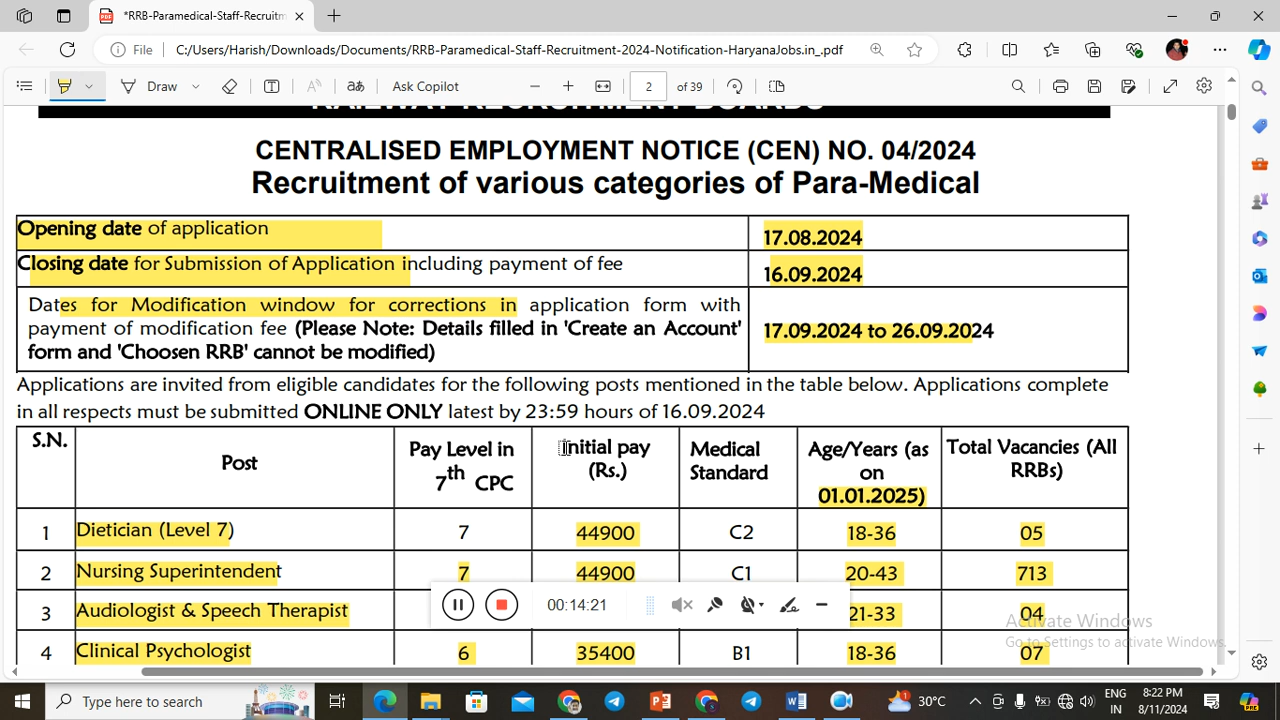 *RRB-Paramedical-Staff-Recruitm
File
C:/Users/Harish/Downloads/Documents/RRB-Paramedical-Staff-Recruitment-2024-Notification-HaryanaJobs.in_.pdf
Draw
Ask Copilot
2
of 39
RAILWAY RECRUITMENT BOARDS
CENTRALISED EMPLOYMENT NOTICE (CEN) NO. 04/2024
Recruitment of various categories of Para-Medical
Opening date of application 17.08.2024
Closing date for Submission of Application including payment of fee 16.09.2024
Dates for Modification window for corrections in application form with
payment of modification fee (Please Note: Details filled in 'Create an Account' 17.09.2024 to 26.09.2024
form and 'Choosen RRB' cannot be modified)
Applications are invited from eligible candidates for the following posts mentioned in the table below. Applications complete
in all respects must be submitted ONLINE ONLY latest by 23:59 hours of 16.09.2024
S.N. Post Pay Level in 7th CPC Initial pay (Rs.) Medical Standard Age/Years (as on 01.01.2025) Total Vacancies (All RRBs)
1 Dietician (Level 7) 7 44900 C2 18-36 05
2 Nursing Superintendent 7 44900 C1 20-43 713
3 Audiologist & Speech Therapist 21-33 04
4 Clinical Psychologist 6 35400 B1 18-36 07
00:14:21
Activate Windows
Go to Settings to activate Windows.
Type here to search
30°C
ENG
IN
8:22 PM
8/11/2024